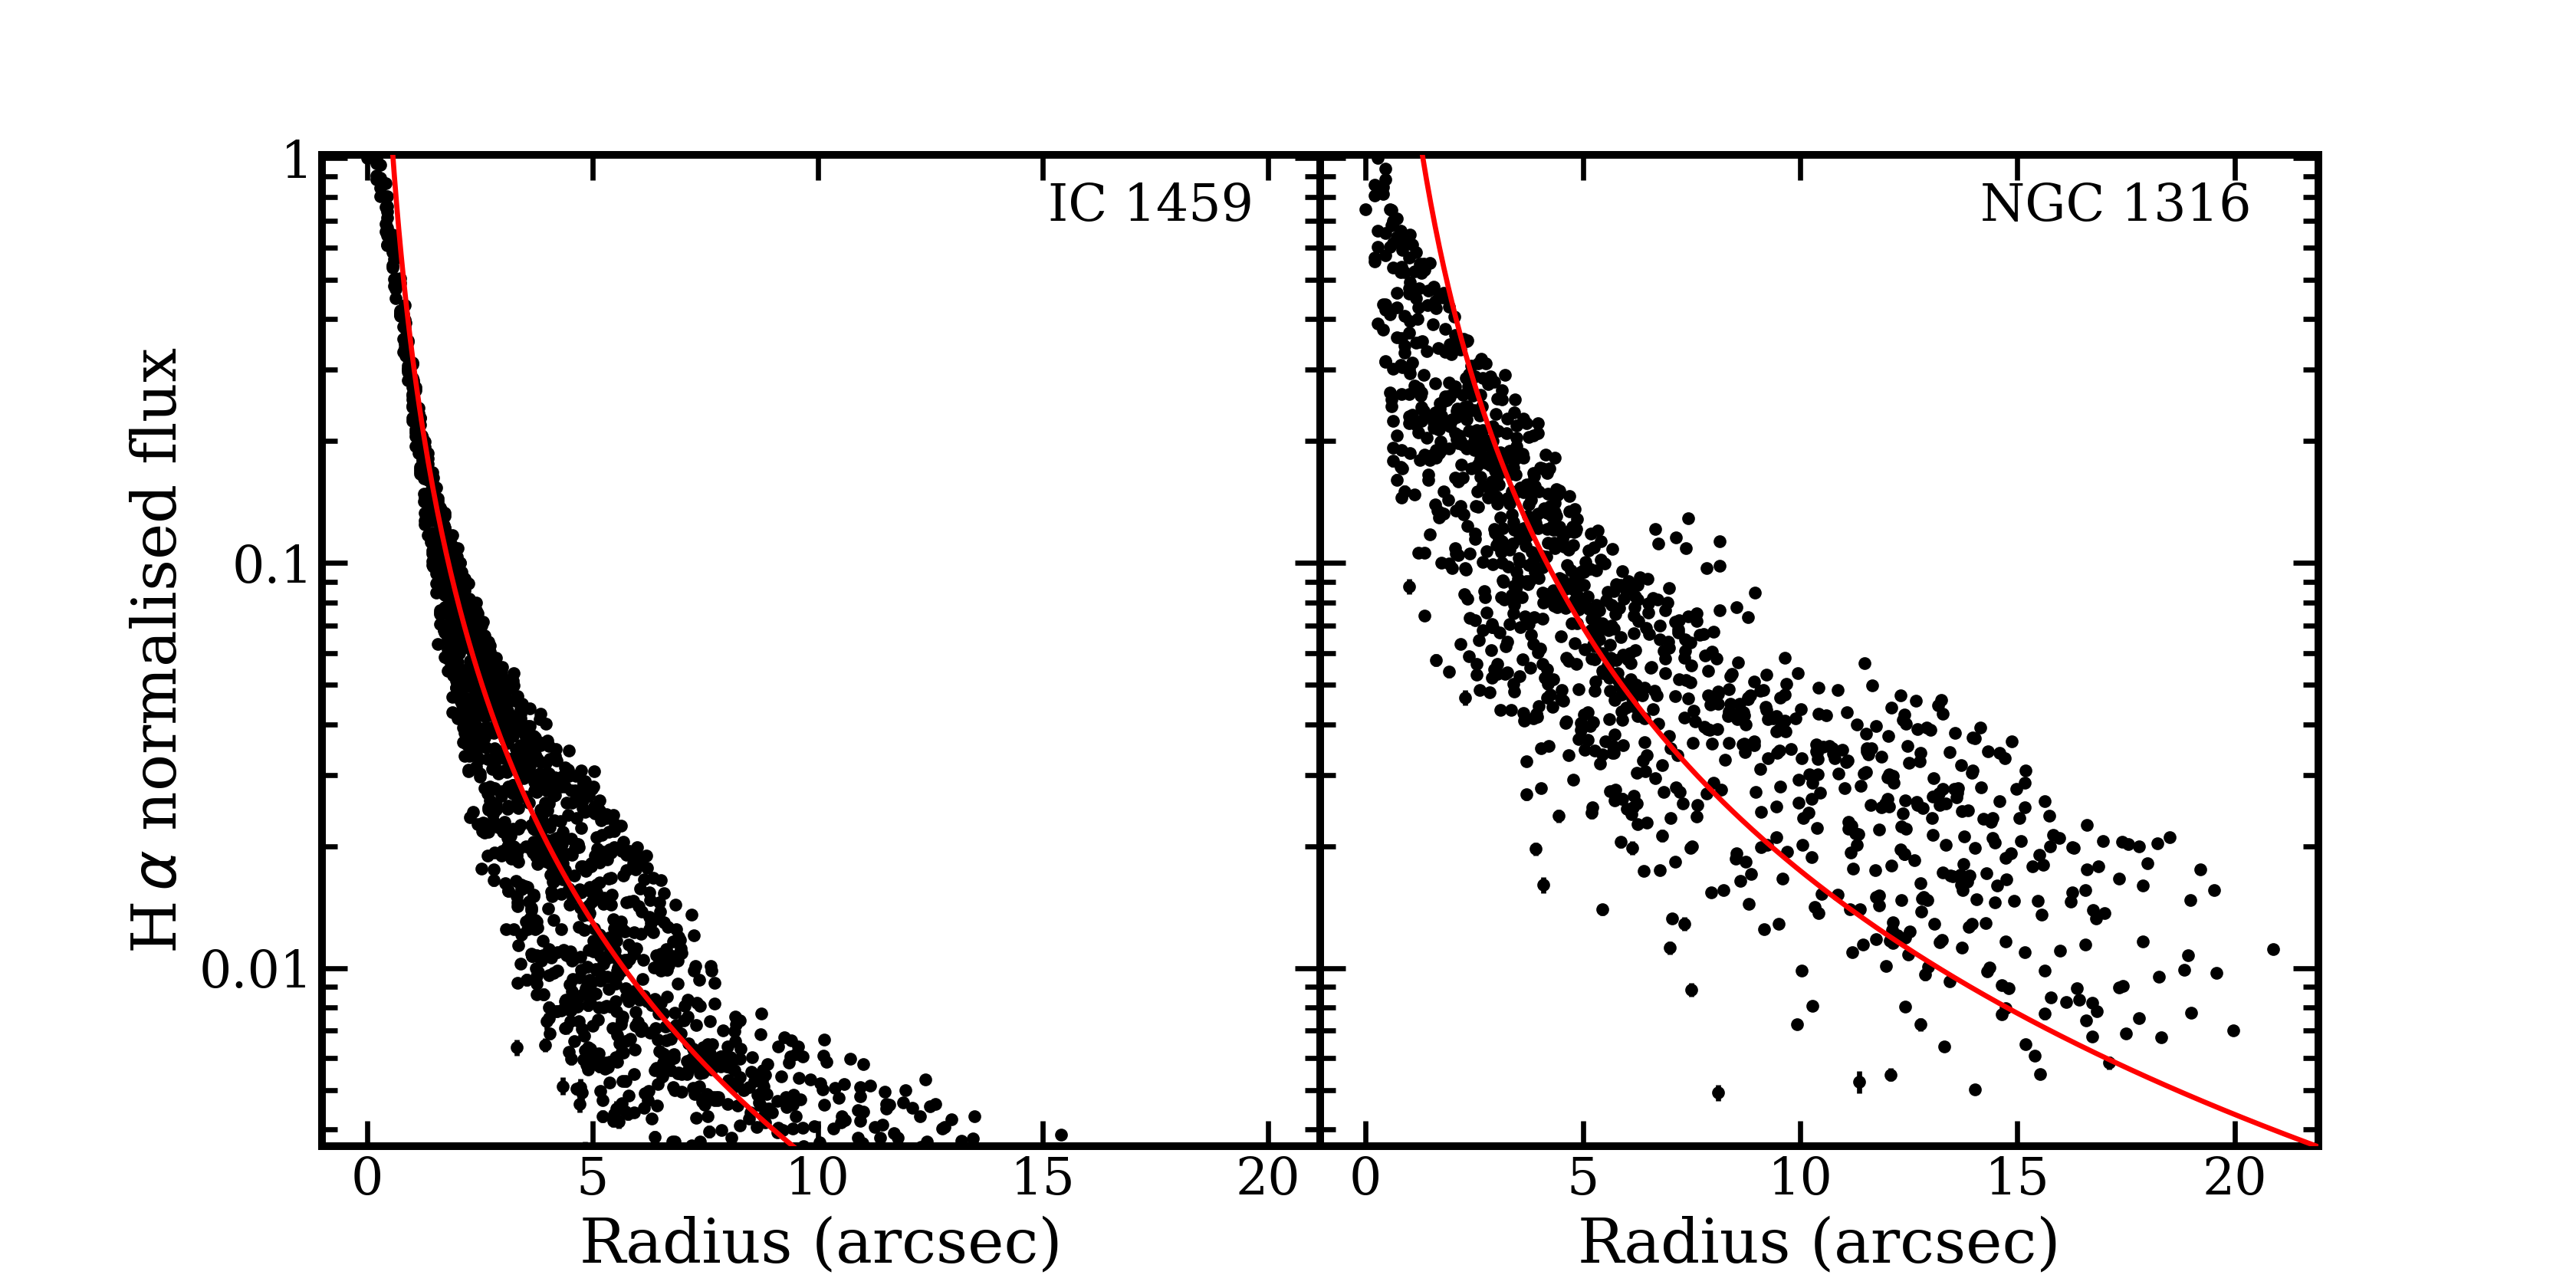 IC 1459
NGC 1316
H α normalised flux
1
0.1
0.01
0 5 10 15 20
0 5 10 15 20
Radius (arcsec)
Radius (arcsec)